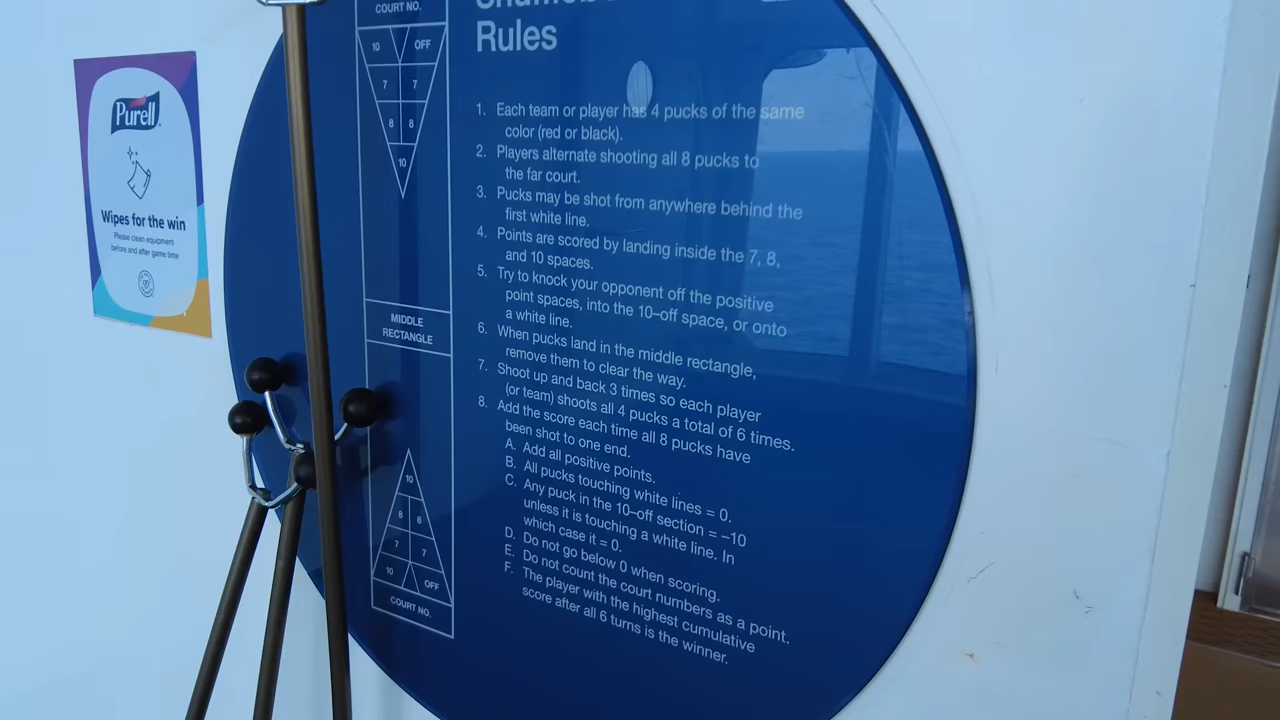 Purell
Wipes for the win
Please clean equipment
before and after game time
COURT NO.
10 OFF
7 7
8 8
10
MIDDLE
RECTANGLE
10
8 8
7 7
10 OFF
COURT NO.
Rules
1. Each team or player has 4 pucks of the same
color (red or black).
2. Players alternate shooting all 8 pucks to
the far court.
3. Pucks may be shot from anywhere behind the
first white line.
4. Points are scored by landing inside the 7, 8,
and 10 spaces.
5. Try to knock your opponent off the positive
point spaces, into the 10–off space, or onto
a white line.
6. When pucks land in the middle rectangle,
remove them to clear the way.
7. Shoot up and back 3 times so each player
(or team) shoots all 4 pucks a total of 6 times.
8. Add the score each time all 8 pucks have
been shot to one end.
A. Add all positive points.
B. All pucks touching white lines = 0.
C. Any puck in the 10–off section = –10
unless it is touching a white line. In
which case it = 0.
D. Do not go below 0 when scoring.
E. Do not count the court numbers as a point.
F. The player with the highest cumulative
score after all 6 turns is the winner.